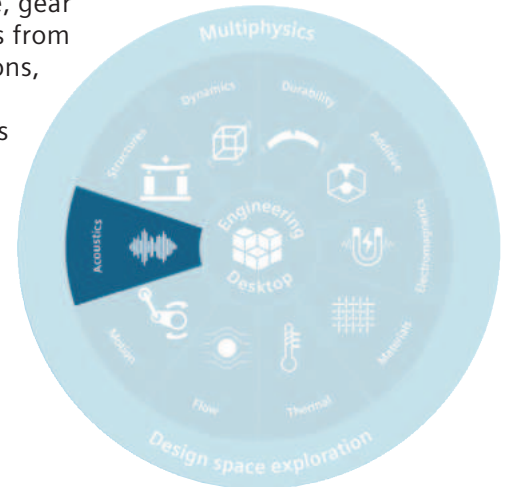 e, gear
s from
ons,
s
Multiphysics
Dynamics
Durability
Structures
Additive
Acoustics
Engineering
Desktop
Electromagnetics
Motion
Materials
Flow
Thermal
Design space exploration